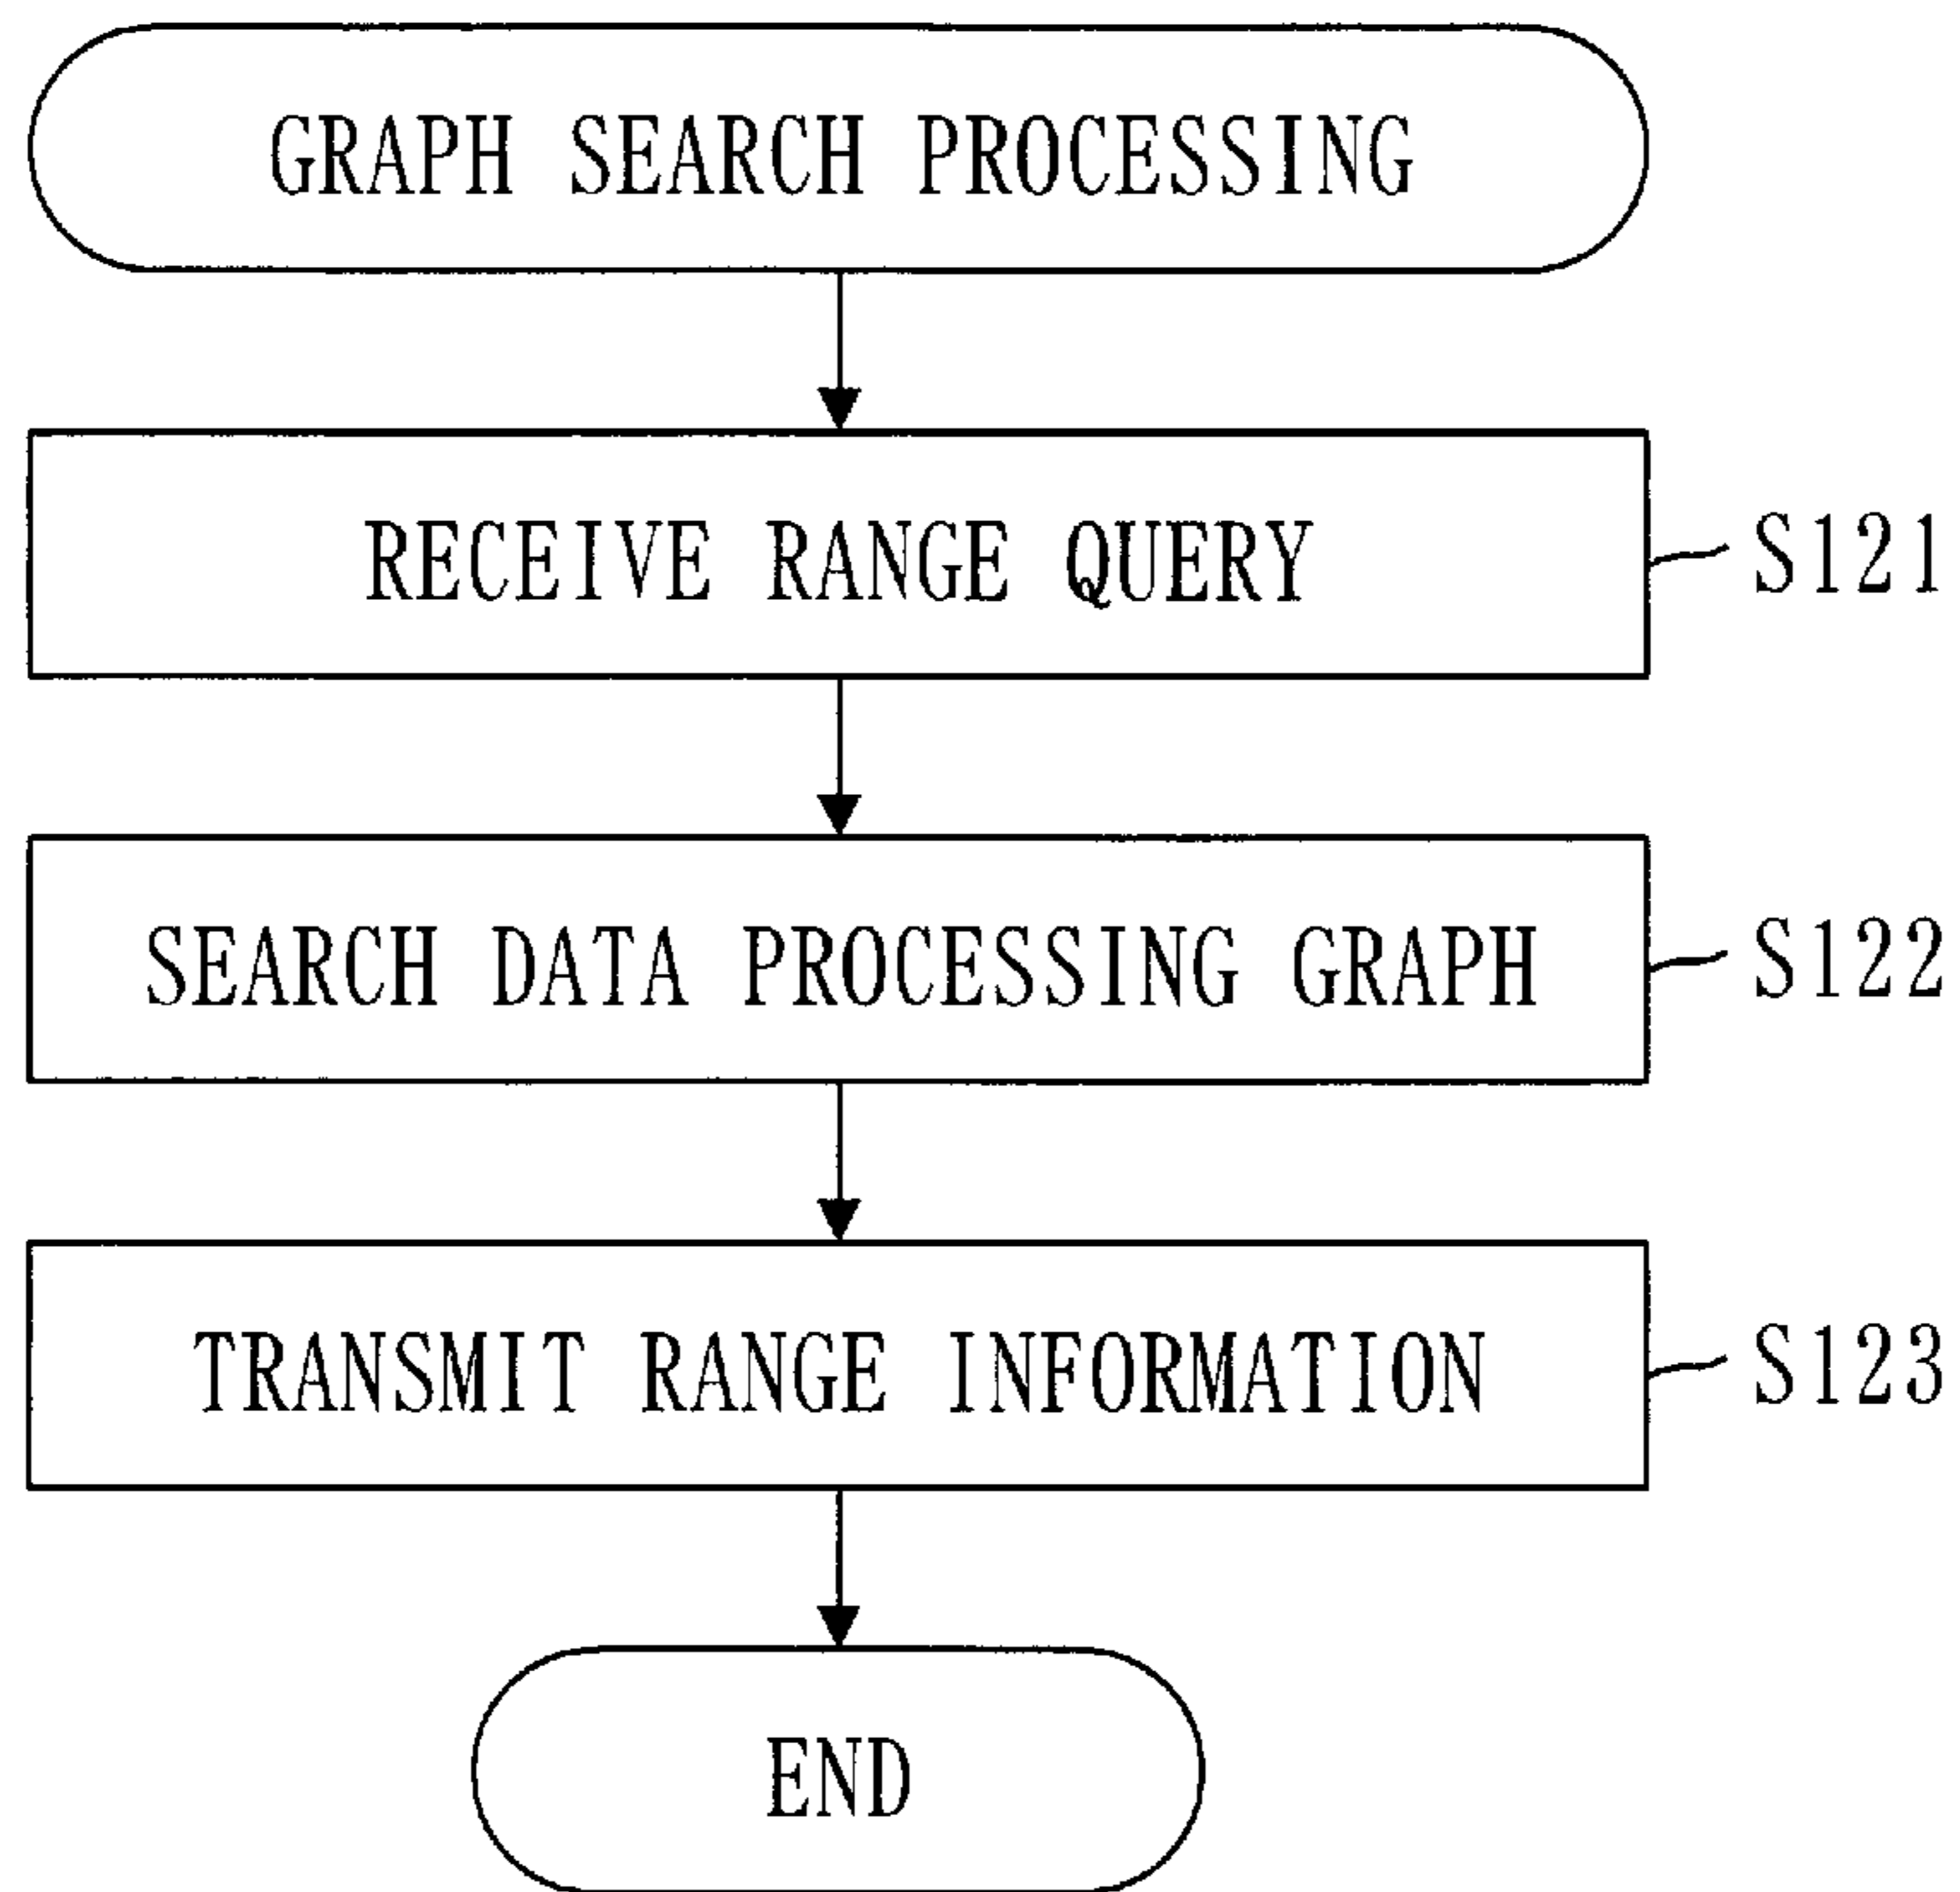 GRAPH SEARCH PROCESSING
RECEIVE RANGE QUERY
S121
SEARCH DATA PROCESSING GRAPH
S122
TRANSMIT RANGE INFORMATION
S123
END